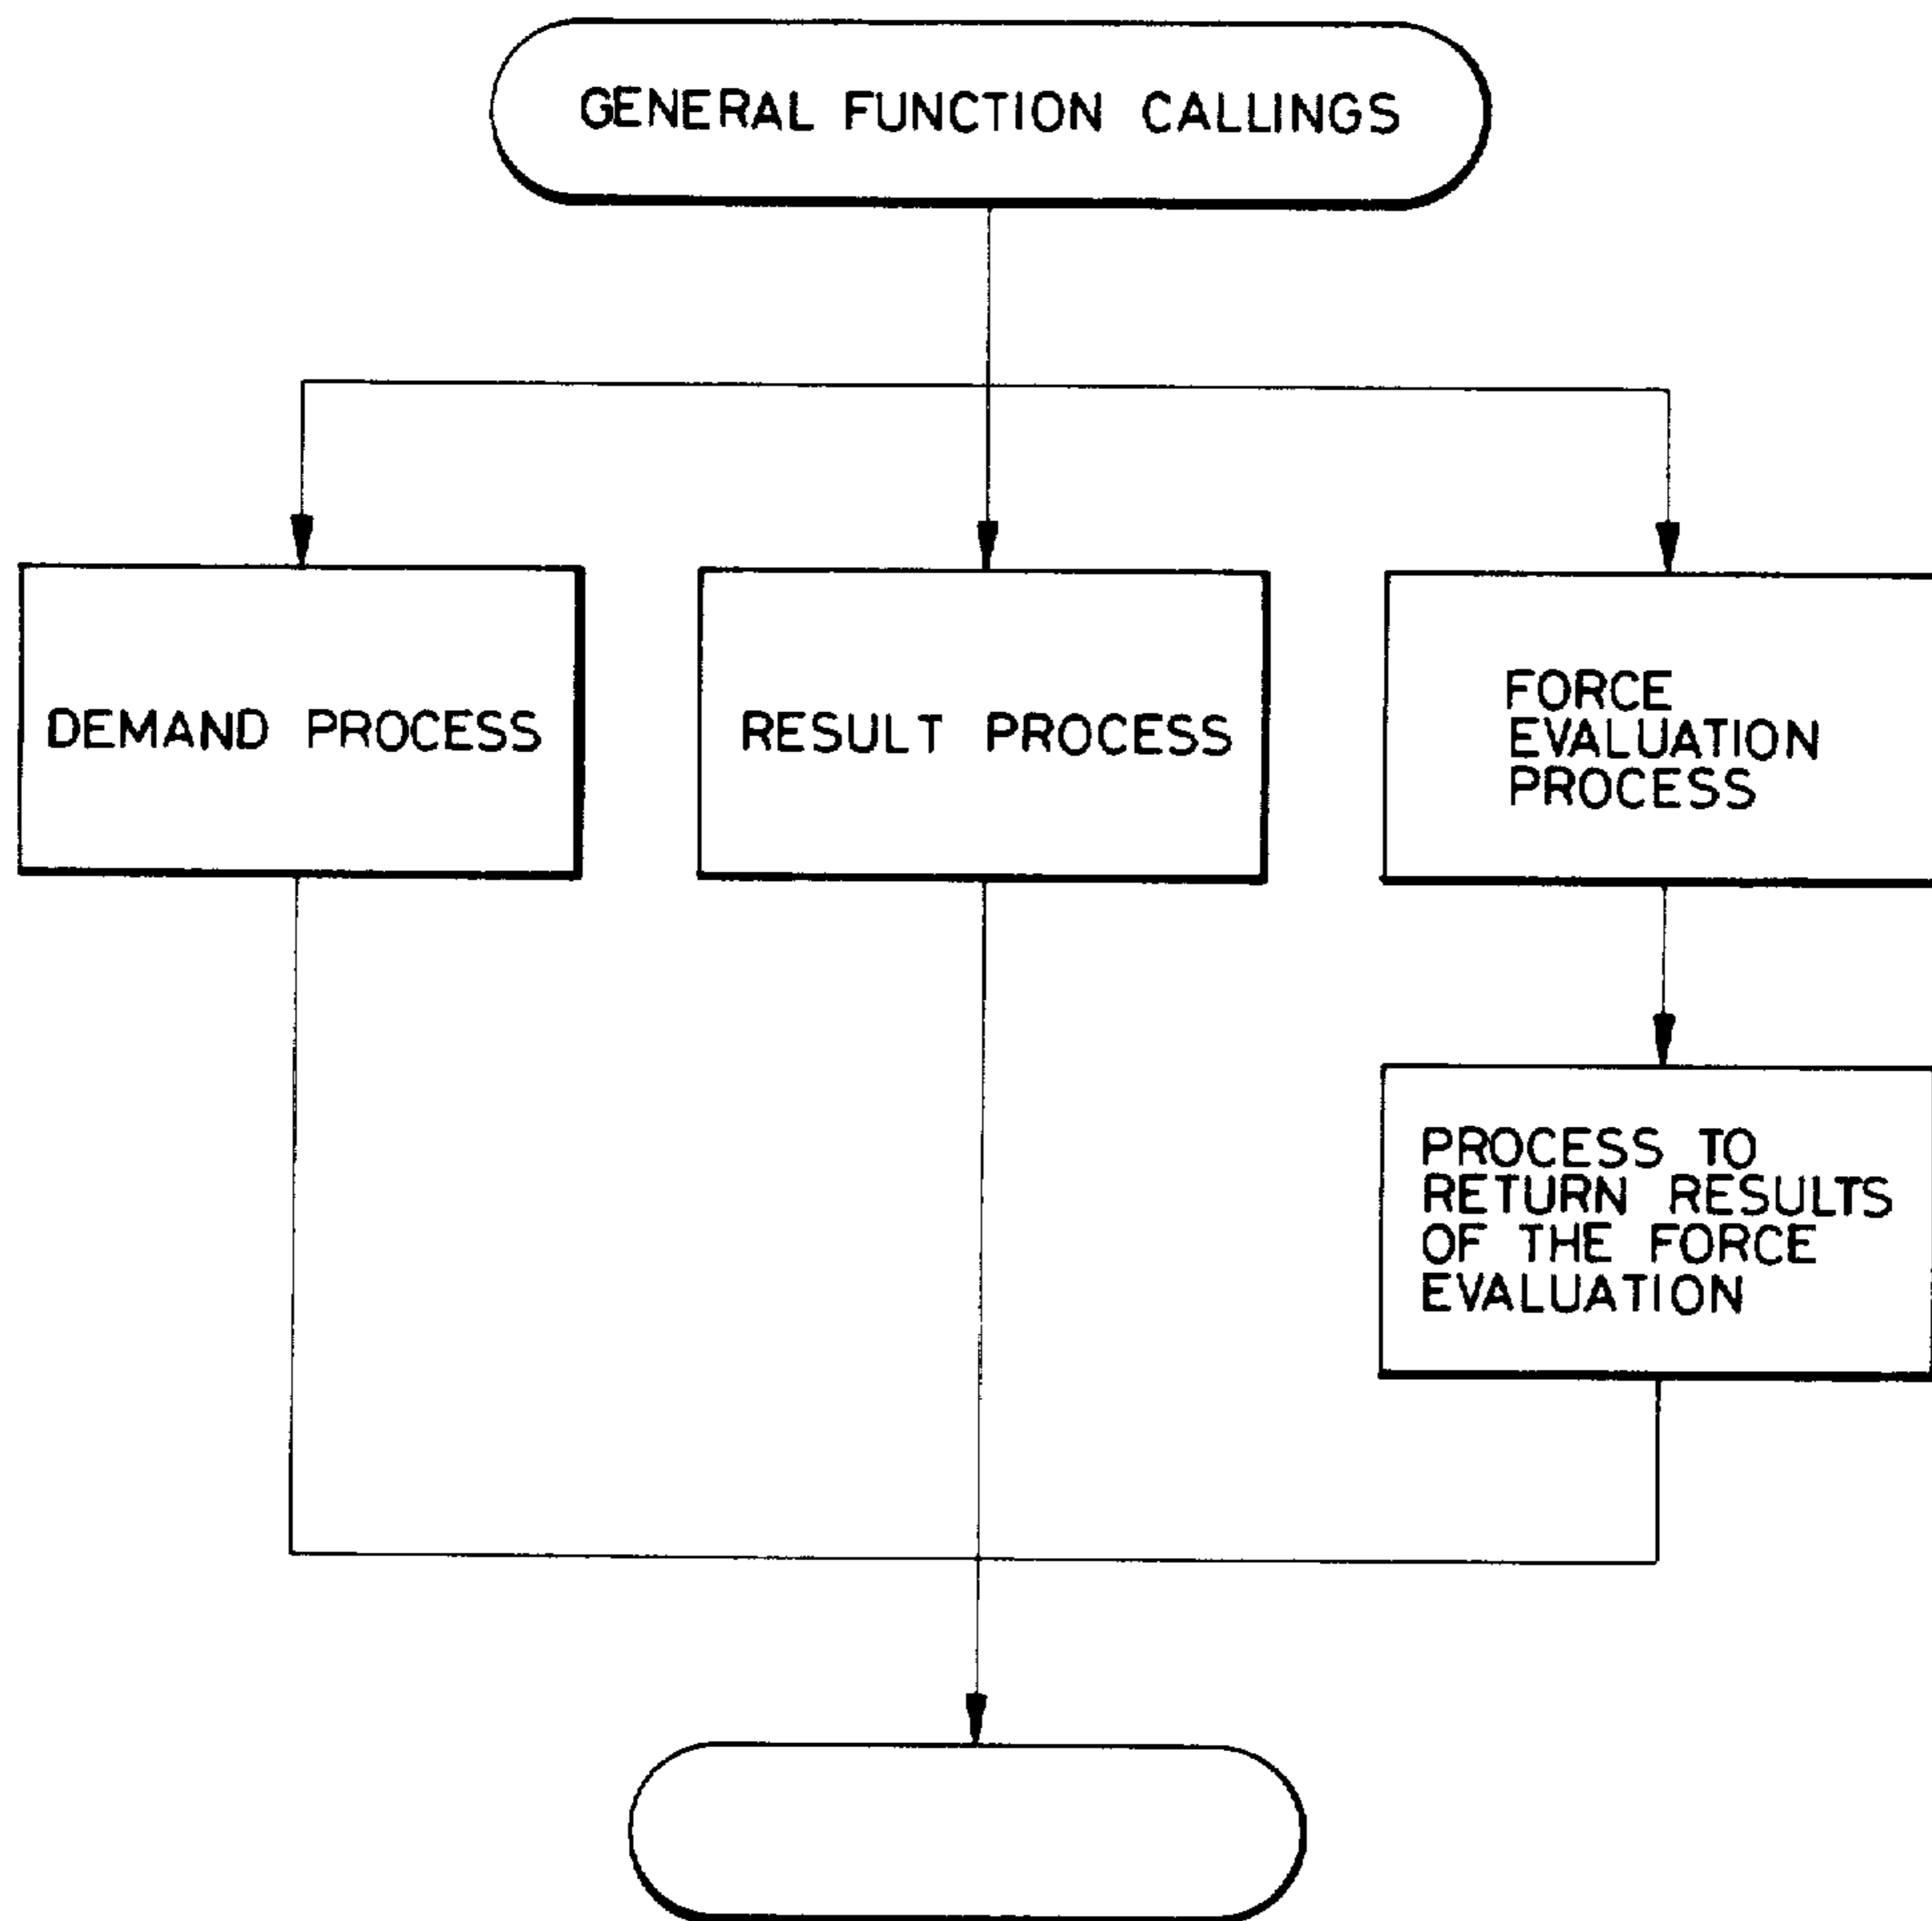 GENERAL FUNCTION CALLINGS
DEMAND PROCESS
RESULT PROCESS
FORCE
EVALUATION
PROCESS
PROCESS TO
RETURN RESULTS
OF THE FORCE
EVALUATION